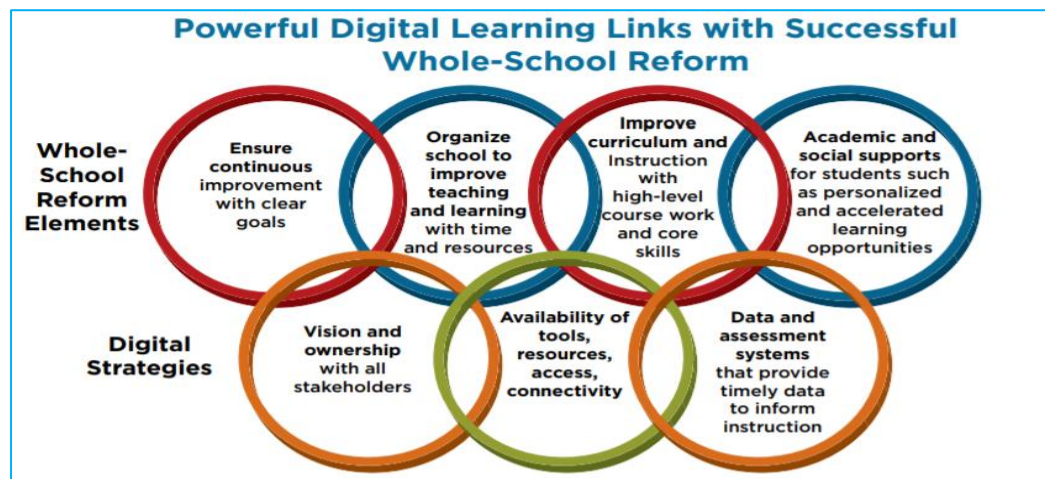 Powerful Digital Learning Links with Successful
Whole-School Reform
Whole-
School
Reform
Elements
Ensure
continuous
improvement
with clear
goals
Organize
school to
improve
teaching
and learning
with time
and resources
Improve
curriculum and
Instruction
with
high-level
course work
and core
skills
Academic and
social supports
for students such
as personalized
and accelerated
learning
opportunities
Digital
Strategies
Vision and
ownership
with all
stakeholders
Availability of
tools,
resources,
access,
connectivity
Data and
assessment
systems
that provide
timely data
to inform
instruction